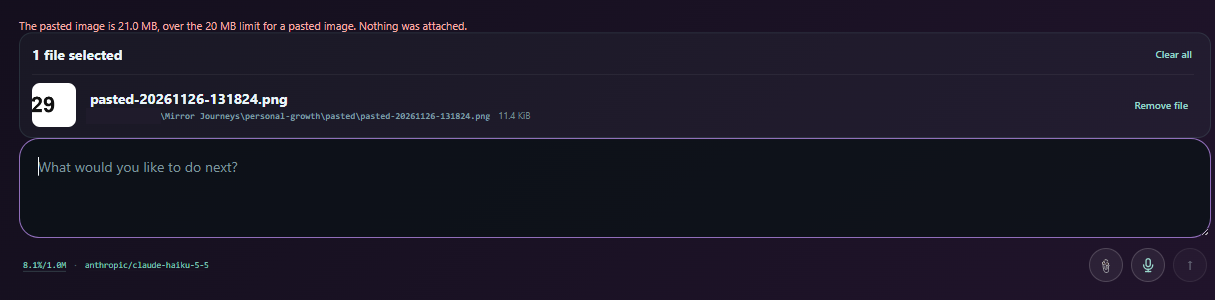 The pasted image is 21.0 MB, over the 20 MB limit for a pasted image. Nothing was attached.
1 file selected
Clear all
29
pasted-20261126-131824.png
\Mirror Journeys\personal-growth\pasted\pasted-20261126-131824.png 11.4 KiB
Remove file
What would you like to do next?
8.1%/1.0M · anthropic/claude-haiku-5-5